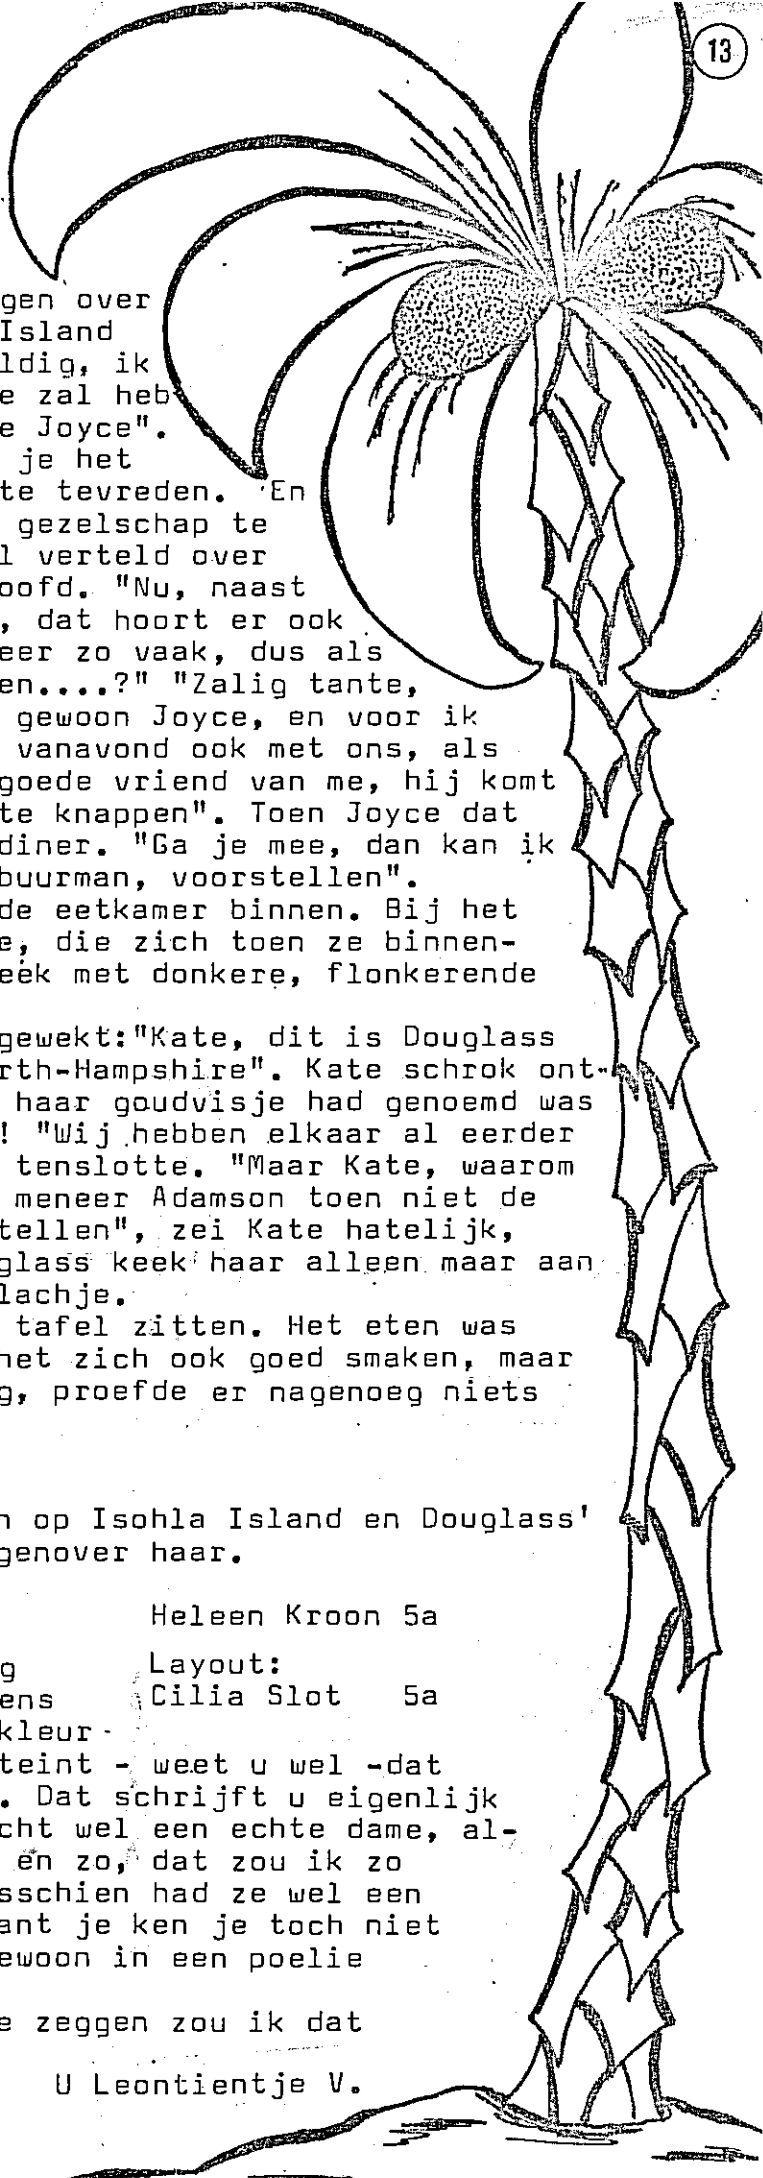 13
gen over
Island
ldig, ik
e zal heb
e Joyce".
je het
te tevreden. En
gezelschap te
l verteld over
oofd. "Nu, naast
, dat hoort er ook
eer zo vaak, dus als
en....?" "Zalig tante,
gewoon Joyce, en voor ik
vanavond ook met ons, als
goede vriend van me, hij komt
te knappen". Toen Joyce dat
diner. "Ga je mee, dan kan ik
buurman, voorstellen".
de eetkamer binnen. Bij het
e, die zich toen ze binnen-
eek met donkere, flonkerende
gewekt:"Kate, dit is Douglass
rth-Hampshire". Kate schrok ont-
haar goudvisje had genoemd was
! "Wij hebben elkaar al eerder
tenslotte. "Maar Kate, waarom
meneer Adamson toen niet de
tellen", zei Kate hatelijk,
glass keek haar alleen maar aan
lachje.
tafel zitten. Het eten was
net zich ook goed smaken, maar
g, proefde er nagenoeg niets
n op Isohla Island en Douglass'
genover haar.
Heleen Kroon 5a
g Layout:
ens Cilia Slot 5a
kleur-
teint - weet u wel -dat
. Dat schrijft u eigenlijk
cht wel een echte dame, al-
en zo, dat zou ik zo
sschien had ze wel een
ant je ken je toch niet
ewoon in een poelie
e zeggen zou ik dat
U Leontientje V.